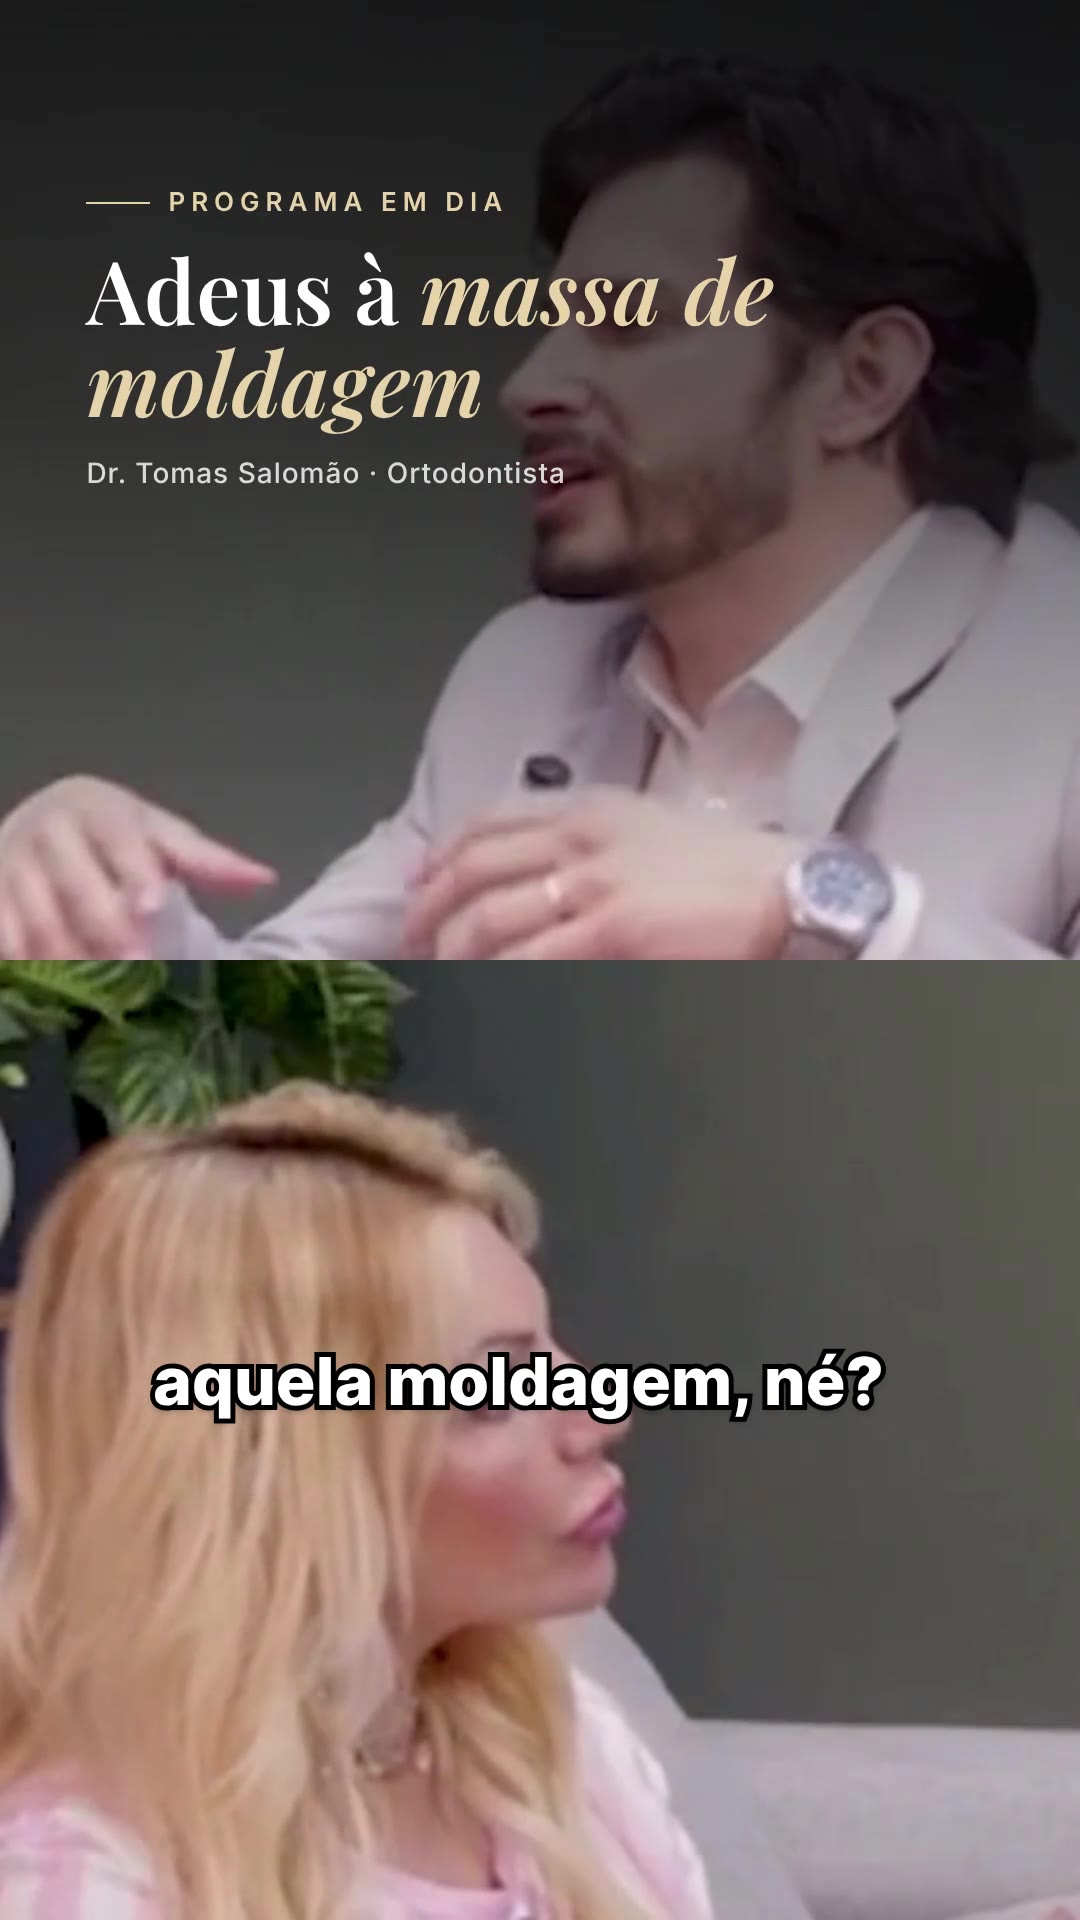 PROGRAMA EM DIA
Adeus à massa de
moldagem
Dr. Tomas Salomão · Ortodontista
aquela moldagem, né?